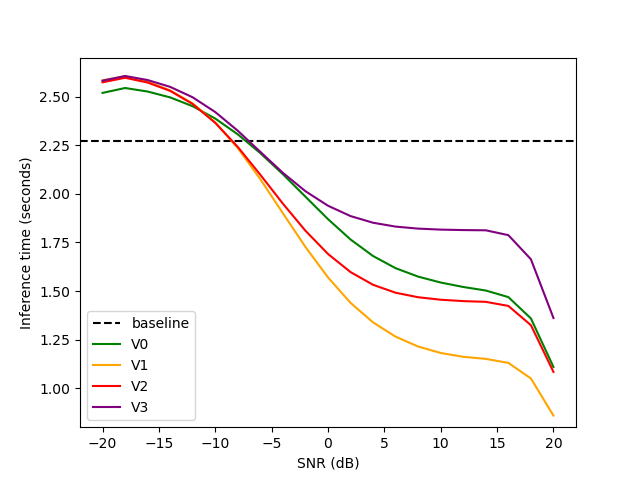 2.50
2.25
2.00
1.75
1.50
1.25
1.00
Inference time (seconds)
baseline
V0
V1
V2
V3
−20 −15 −10 −5 0 5 10 15 20
SNR (dB)